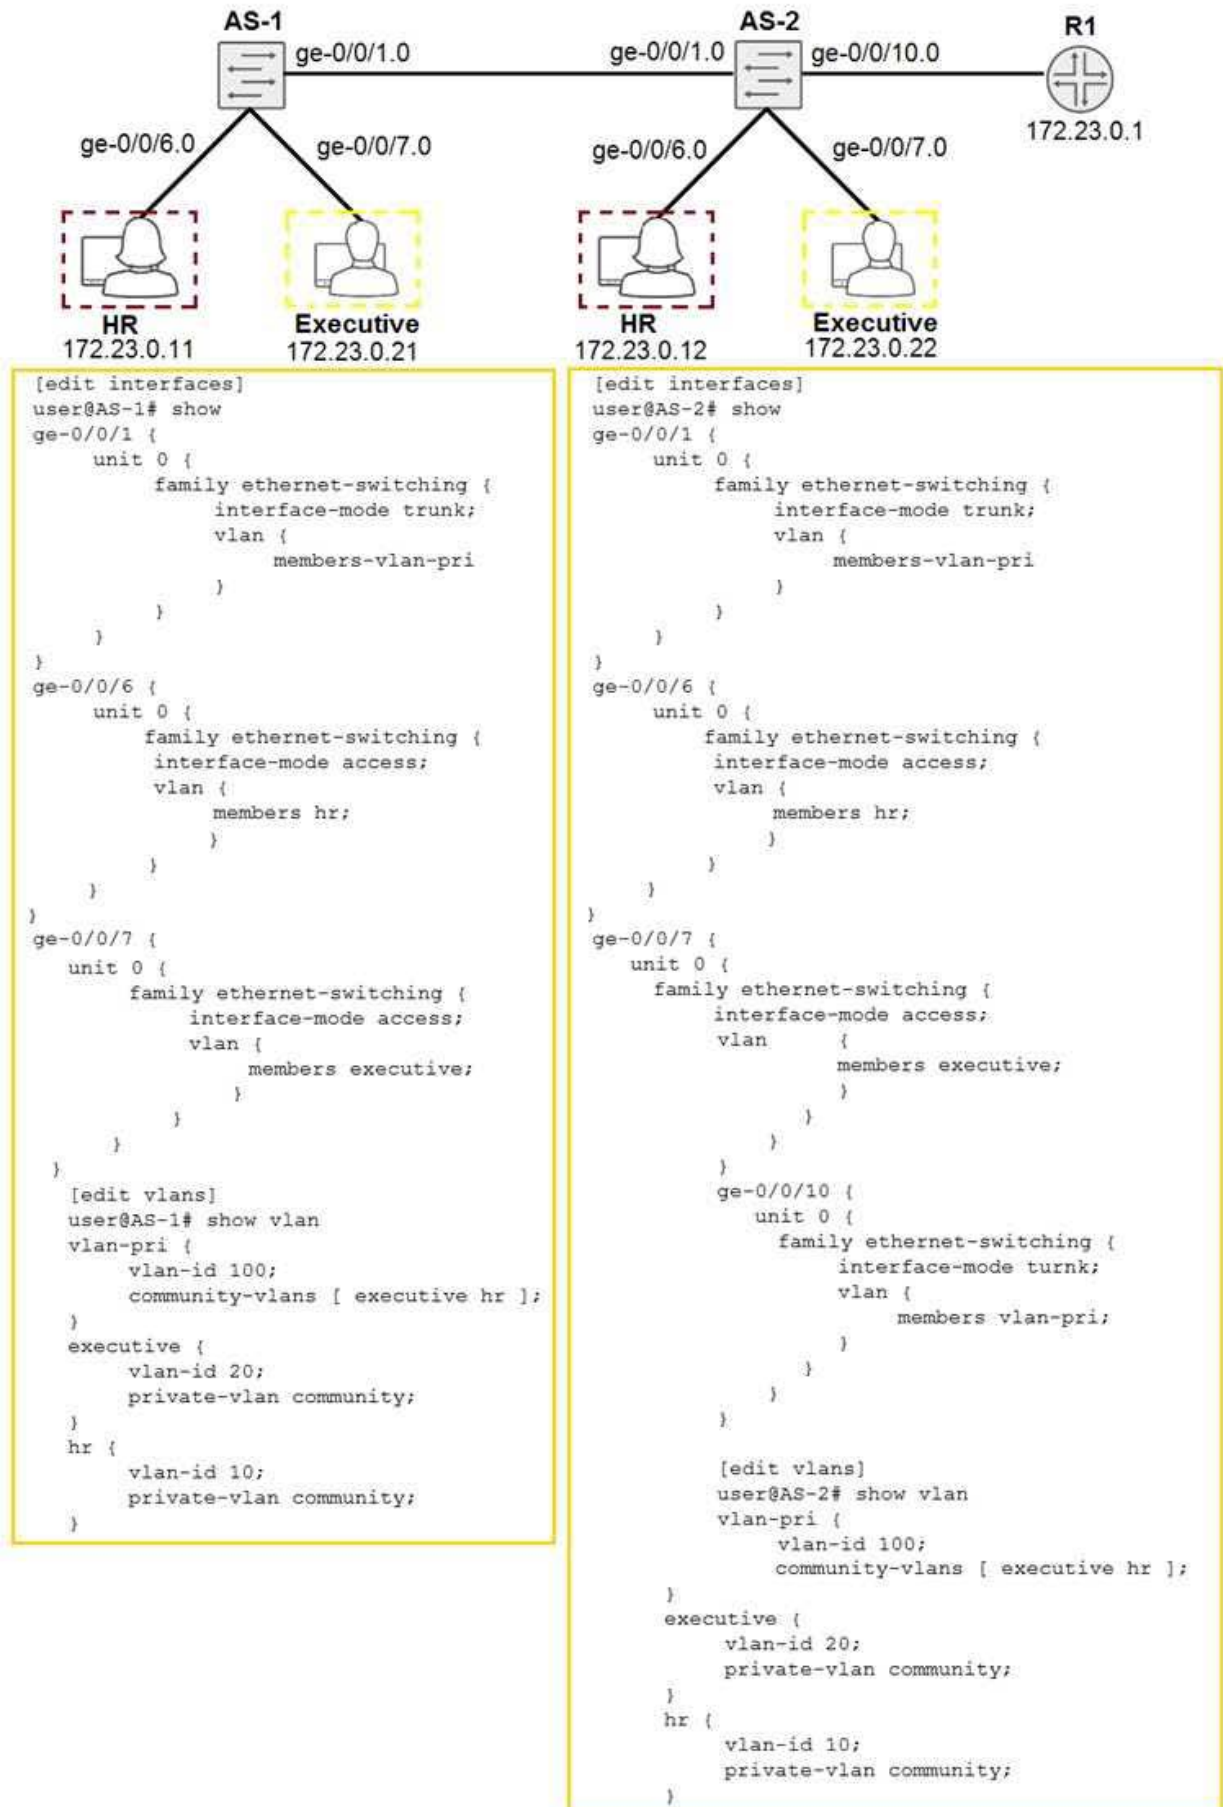 AS-1
AS-2
R1
ge-0/0/1.0
ge-0/0/1.0
ge-0/0/10.0
172.23.0.1
ge-0/0/6.0
ge-0/0/7.0
ge-0/0/6.0
ge-0/0/7.0
HR
172.23.0.11
Executive
172.23.0.21
HR
172.23.0.12
Executive
172.23.0.22
[edit interfaces]
user@AS-1# show
ge-0/0/1 {
unit 0 {
family ethernet-switching {
interface-mode trunk;
vlan {
members-vlan-pri
}
}
}
}
ge-0/0/6 {
unit 0 {
family ethernet-switching {
interface-mode access;
vlan {
members hr;
}
}
}
}
ge-0/0/7 {
unit 0 {
family ethernet-switching {
interface-mode access;
vlan {
members executive;
}
}
}
}
[edit vlans]
user@AS-1# show vlan
vlan-pri {
vlan-id 100;
community-vlans [ executive hr ];
}
executive {
vlan-id 20;
private-vlan community;
}
hr {
vlan-id 10;
private-vlan community;
}
[edit interfaces]
user@AS-2# show
ge-0/0/1 {
unit 0 {
family ethernet-switching {
interface-mode trunk;
vlan {
members-vlan-pri
}
}
}
}
ge-0/0/6 {
unit 0 {
family ethernet-switching {
interface-mode access;
vlan {
members hr;
}
}
}
}
ge-0/0/7 {
unit 0 {
family ethernet-switching {
interface-mode access;
vlan {
members executive;
}
}
}
}
ge-0/0/10 {
unit 0 {
family ethernet-switching {
interface-mode turnk;
vlan {
members vlan-pri;
}
}
}
}
[edit vlans]
user@AS-2# show vlan
vlan-pri {
vlan-id 100;
community-vlans [ executive hr ];
}
executive {
vlan-id 20;
private-vlan community;
}
hr {
vlan-id 10;
private-vlan community;
}